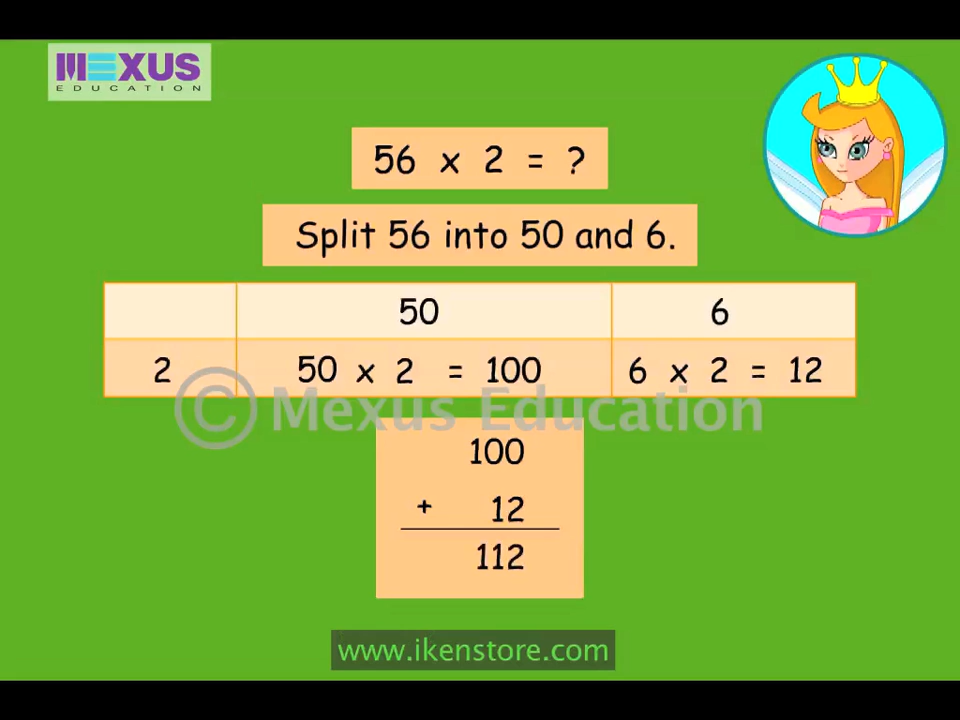 MEXUS
EDUCATION
56 x 2 = ?
Split 56 into 50 and 6.
50 6
2 50 x 2 = 100 6 x 2 = 12
© Mexus Education
100
+ 12
112
www.ikenstore.com